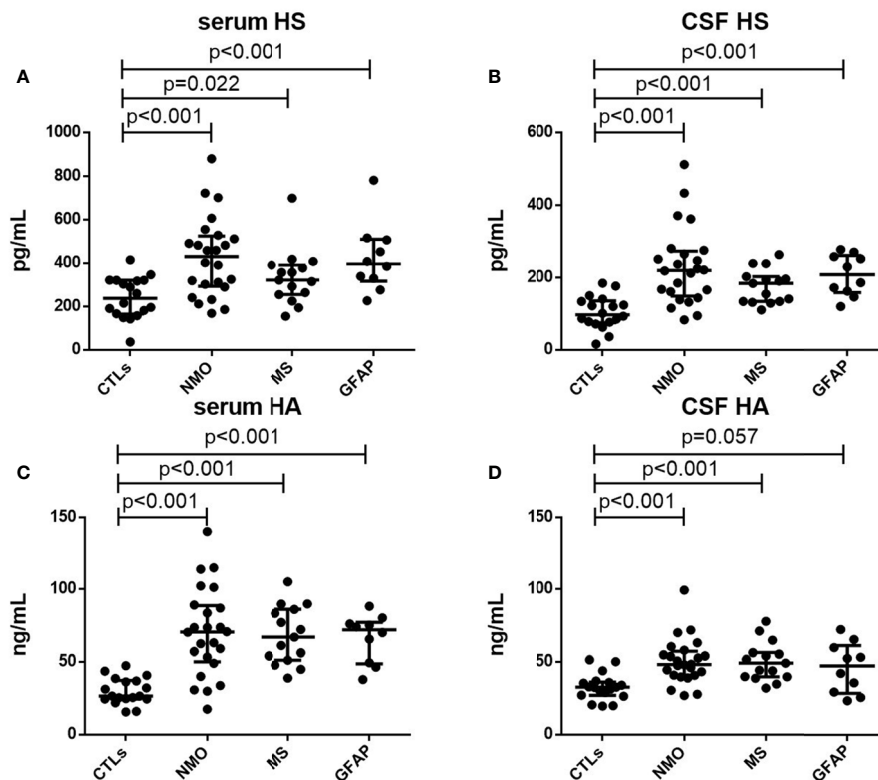 serum HS
A
p<0.001
p=0.022
p<0.001
1000
800
600
400
200
0
pg/mL
CTLs
NMO
MS
GFAP
CSF HS
B
p<0.001
p<0.001
p<0.001
600
400
200
0
pg/mL
CTLs
NMO
MS
GFAP
serum HA
C
p<0.001
p<0.001
p<0.001
150
100
50
0
ng/mL
CTLs
NMO
MS
GFAP
CSF HA
D
p=0.057
p<0.001
p<0.001
150
100
50
0
ng/mL
CTLs
NMO
MS
GFAP